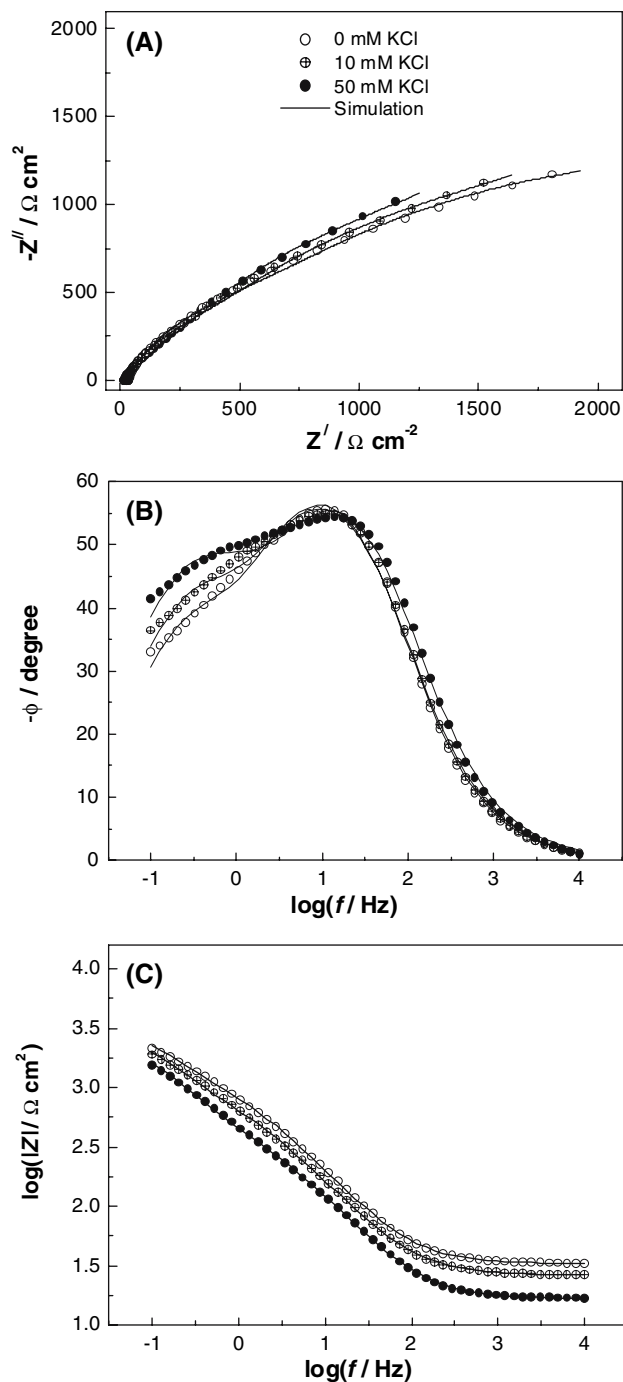 (A)
0 mM KCl
10 mM KCl
50 mM KCl
Simulation
-Z// / Ω cm²
2000
1500
1000
500
0
0 500 1000 1500 2000
Z/ / Ω cm⁻²
(B)
-ϕ / degree
60
50
40
30
20
10
0
-1 0 1 2 3 4
log(f / Hz)
(C)
log(|Z| / Ω cm²)
4.0
3.5
3.0
2.5
2.0
1.5
1.0
-1 0 1 2 3 4
log(f / Hz)